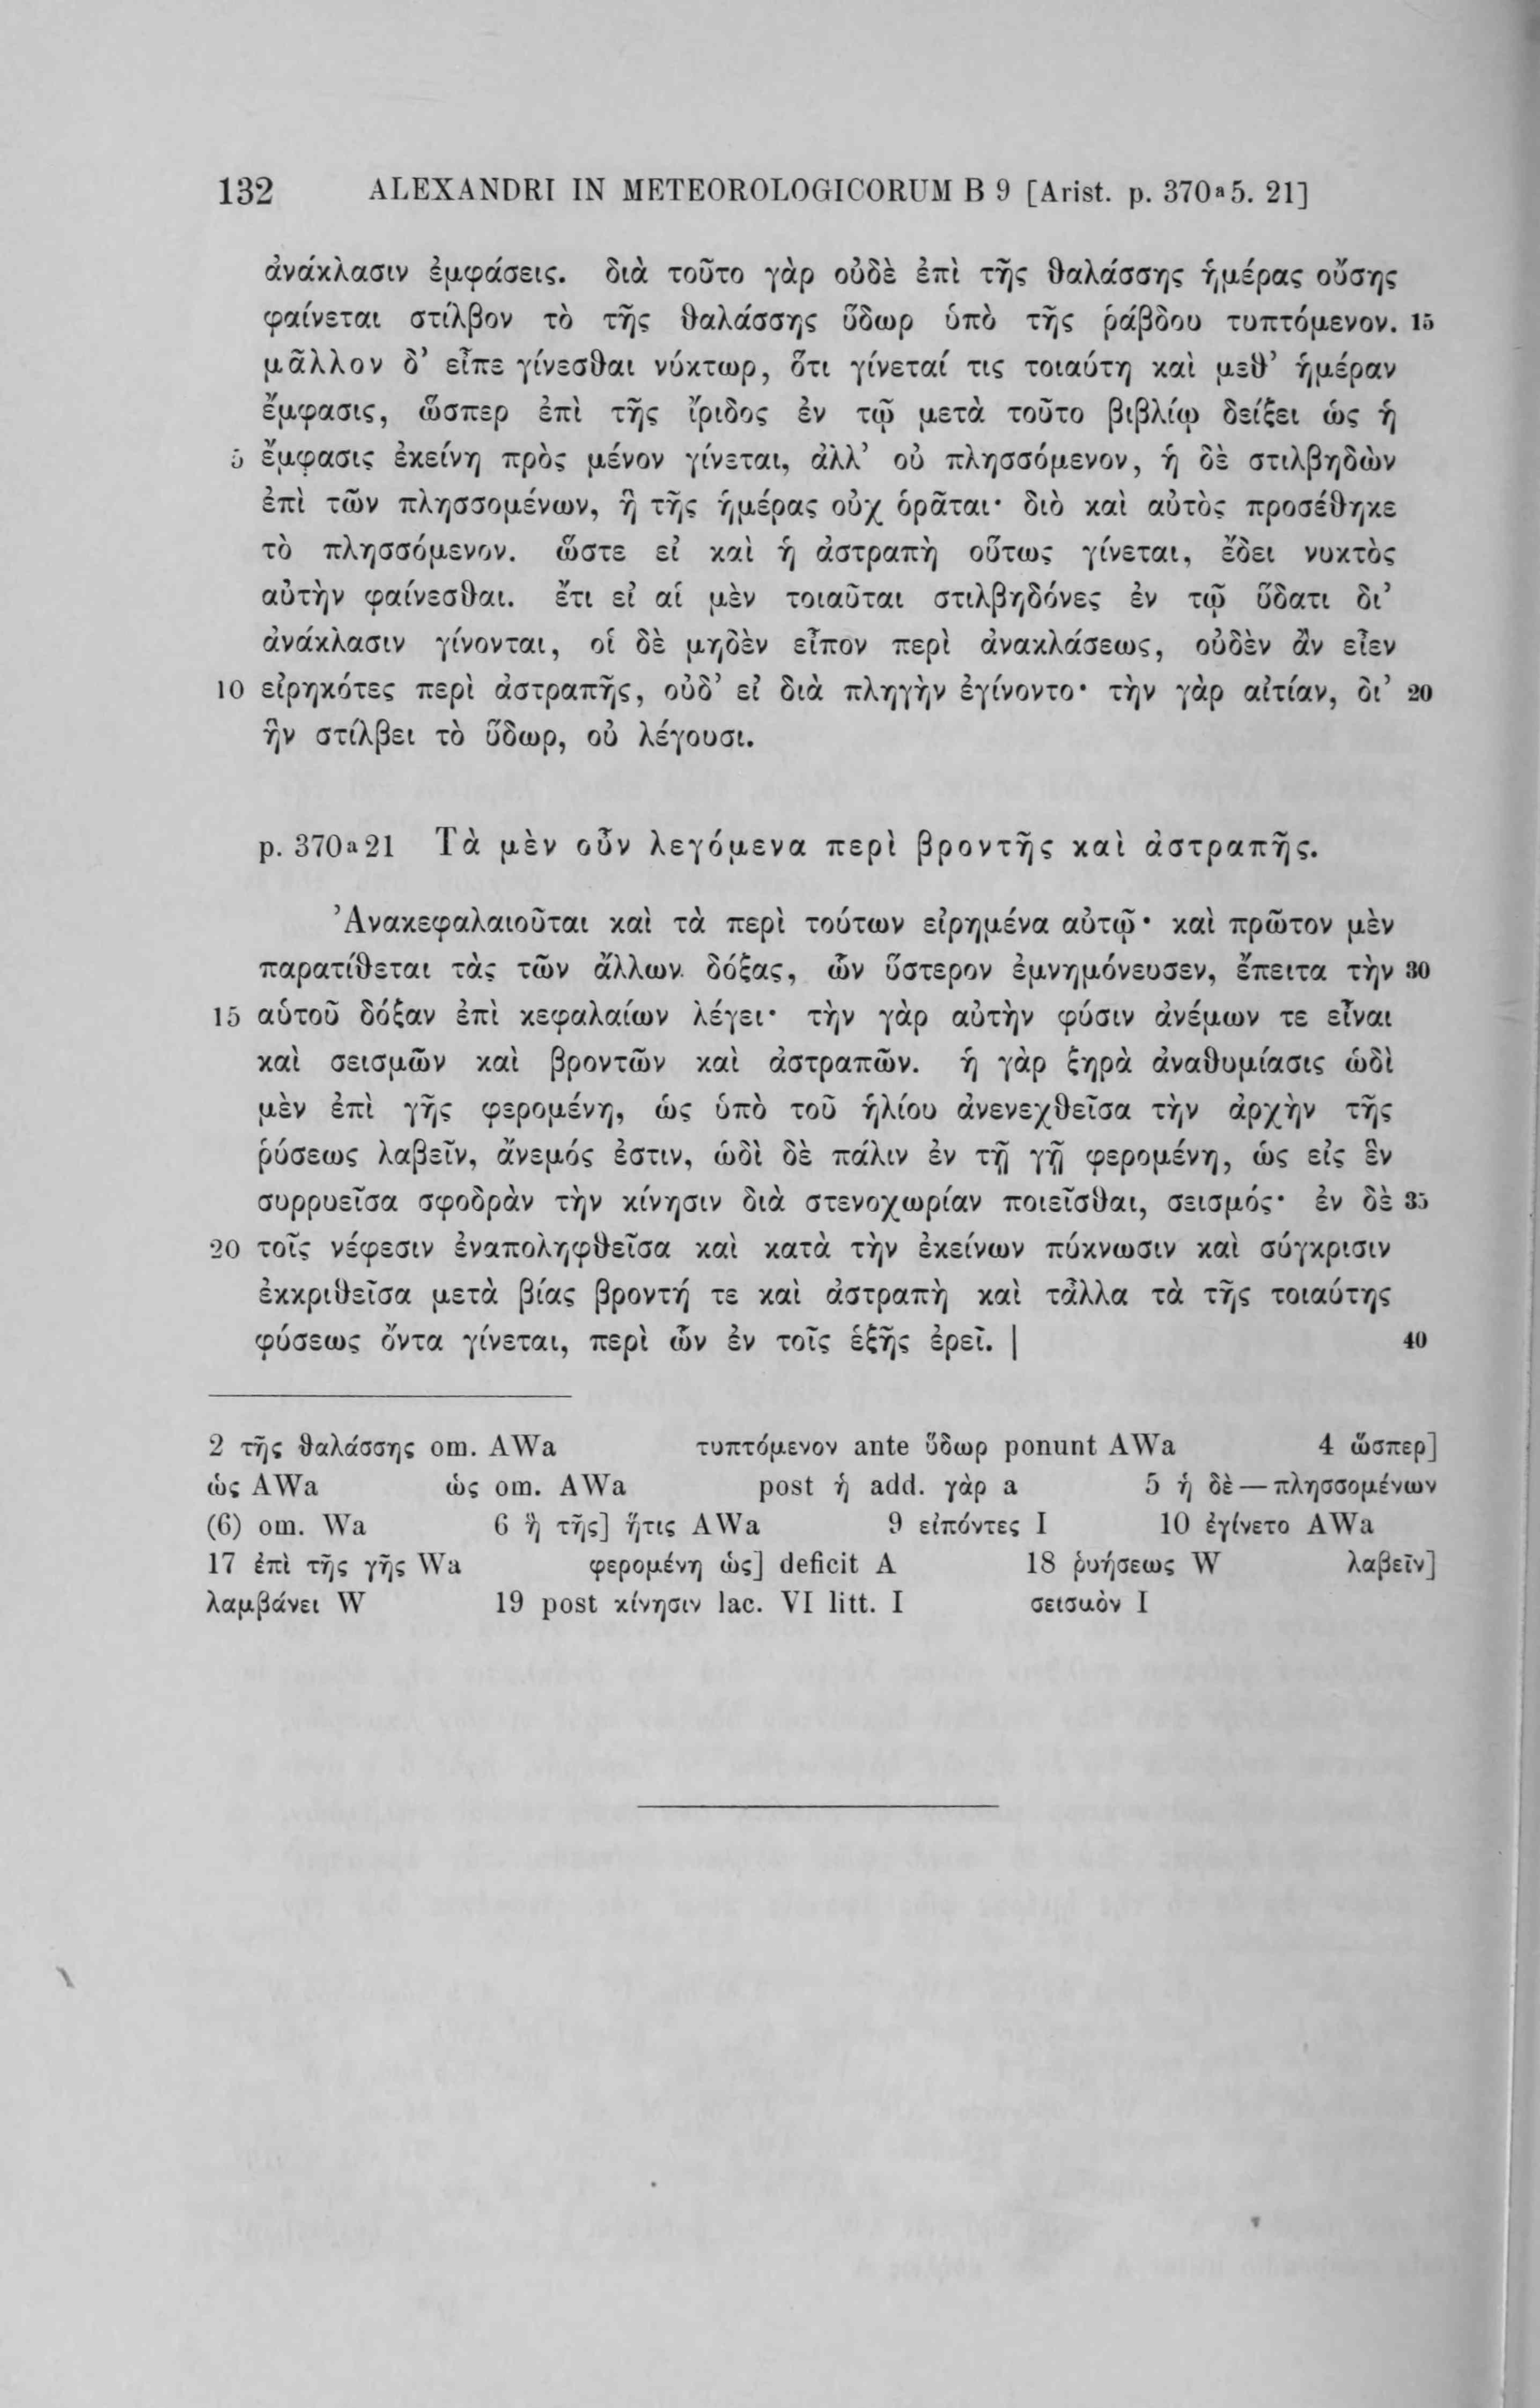 132 ALEXANDRI IN METEOROLOGICORUM B 9 [Arist. p. 370ᵃ5. 21]
ἀνάκλασιν ἐμφάσεις. διὰ τοῦτο γὰρ οὐδὲ ἐπὶ τῆς θαλάσσης ἡμέρας οὔσης
φαίνεται στίλβον τὸ τῆς θαλάσσης ὕδωρ ὑπὸ τῆς ῥάβδου τυπτόμενον. 15
μᾶλλον δ’ εἶπε γίνεσθαι νύκτωρ, ὅτι γίνεταί τις τοιαύτη καὶ μεθ’ ἡμέραν
ἔμφασις, ὥσπερ ἐπὶ τῆς ἴριδος ἐν τῷ μετὰ τοῦτο βιβλίῳ δείξει ὡς ἡ
5 ἔμφασις ἐκείνη πρὸς μένον γίνεται, ἀλλ’ οὐ πλησσόμενον, ἡ δὲ στιλβηδὼν
ἐπὶ τῶν πλησσομένων, ἣ τῆς ἡμέρας οὐχ ὁρᾶται· διὸ καὶ αὐτὸς προσέθηκε
τὸ πλησσόμενον. ὥστε εἰ καὶ ἡ ἀστραπὴ οὕτως γίνεται, ἔδει νυκτὸς
αὐτὴν φαίνεσθαι. ἔτι εἰ αἱ μὲν τοιαῦται στιλβηδόνες ἐν τῷ ὕδατι δι’
ἀνάκλασιν γίνονται, οἱ δὲ μηδὲν εἶπον περὶ ἀνακλάσεως, οὐδὲν ἂν εἶεν
10 εἰρηκότες περὶ ἀστραπῆς, οὐδ’ εἰ διὰ πληγὴν ἐγίνοντο· τὴν γὰρ αἰτίαν, δι’ 20
ἣν στίλβει τὸ ὕδωρ, οὐ λέγουσι.
p. 370ᵃ21 Τὰ μὲν οὖν λεγόμενα περὶ βροντῆς καὶ ἀστραπῆς.
Ἀνακεφαλαιοῦται καὶ τὰ περὶ τούτων εἰρημένα αὐτῷ· καὶ πρῶτον μὲν
παρατίθεται τὰς τῶν ἄλλων δόξας, ὧν ὕστερον ἐμνημόνευσεν, ἔπειτα τὴν 30
15 αὑτοῦ δόξαν ἐπὶ κεφαλαίων λέγει· τὴν γὰρ αὐτὴν φύσιν ἀνέμων τε εἶναι
καὶ σεισμῶν καὶ βροντῶν καὶ ἀστραπῶν. ἡ γὰρ ξηρὰ ἀναθυμίασις ὡδὶ
μὲν ἐπὶ γῆς φερομένη, ὡς ὑπὸ τοῦ ἡλίου ἀνενεχθεῖσα τὴν ἀρχὴν τῆς
ῥύσεως λαβεῖν, ἄνεμός ἐστιν, ὡδὶ δὲ πάλιν ἐν τῇ γῇ φερομένη, ὡς εἰς ἓν
συρρυεῖσα σφοδρὰν τὴν κίνησιν διὰ στενοχωρίαν ποιεῖσθαι, σεισμός· ἐν δὲ 35
20 τοῖς νέφεσιν ἐναποληφθεῖσα καὶ κατὰ τὴν ἐκείνων πύκνωσιν καὶ σύγκρισιν
ἐκκριθεῖσα μετὰ βίας βροντή τε καὶ ἀστραπὴ καὶ τἆλλα τὰ τῆς τοιαύτης
φύσεως ὄντα γίνεται, περὶ ὧν ἐν τοῖς ἑξῆς ἐρεῖ. | 40
2 τῆς θαλάσσης om. AWa τυπτόμενον ante ὕδωρ ponunt AWa 4 ὥσπερ]
ὡς AWa ὡς om. AWa post ἡ add. γὰρ a 5 ἡ δὲ — πλησσομένων
(6) om. Wa 6 ἣ τῆς] ἥτις AWa 9 εἰπόντες I 10 ἐγίνετο AWa
17 ἐπὶ τῆς γῆς Wa φερομένη ὡς] deficit A 18 ῥυήσεως W λαβεῖν]
λαμβάνει W 19 post κίνησιν lac. VI litt. I σεισμὸν I